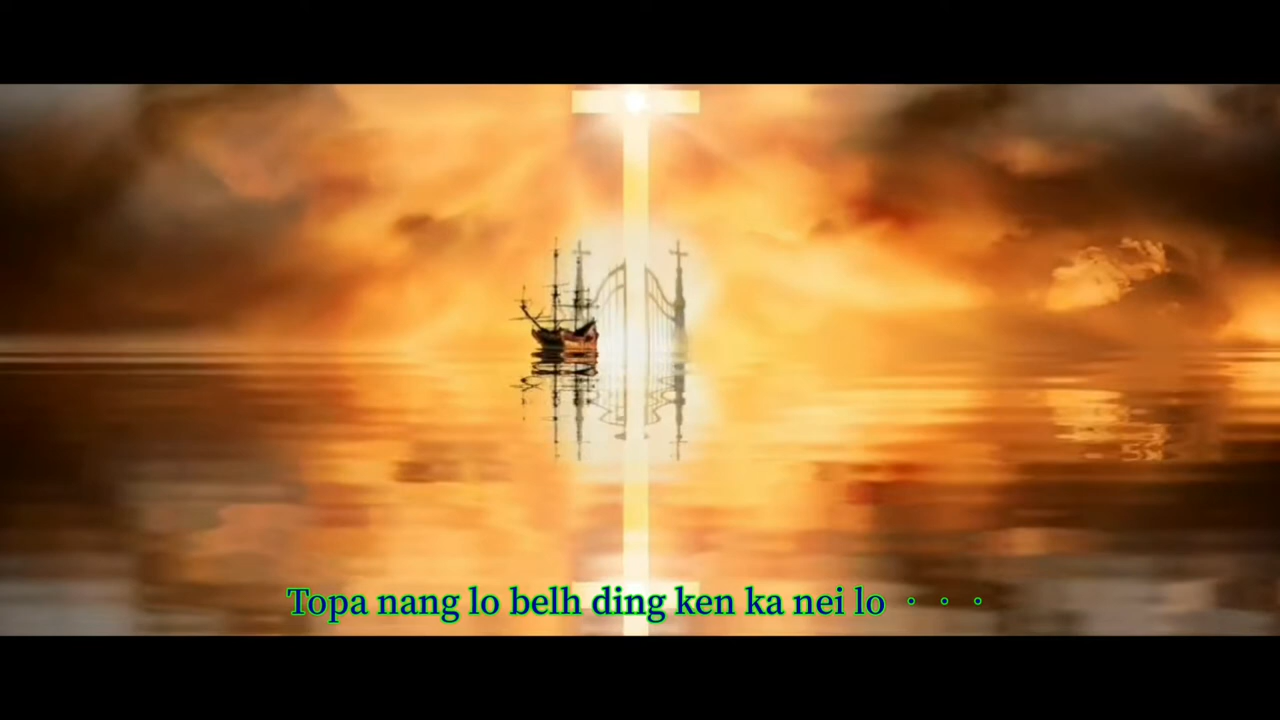 Topa nang lo belh ding ken ka nei lo · · ·